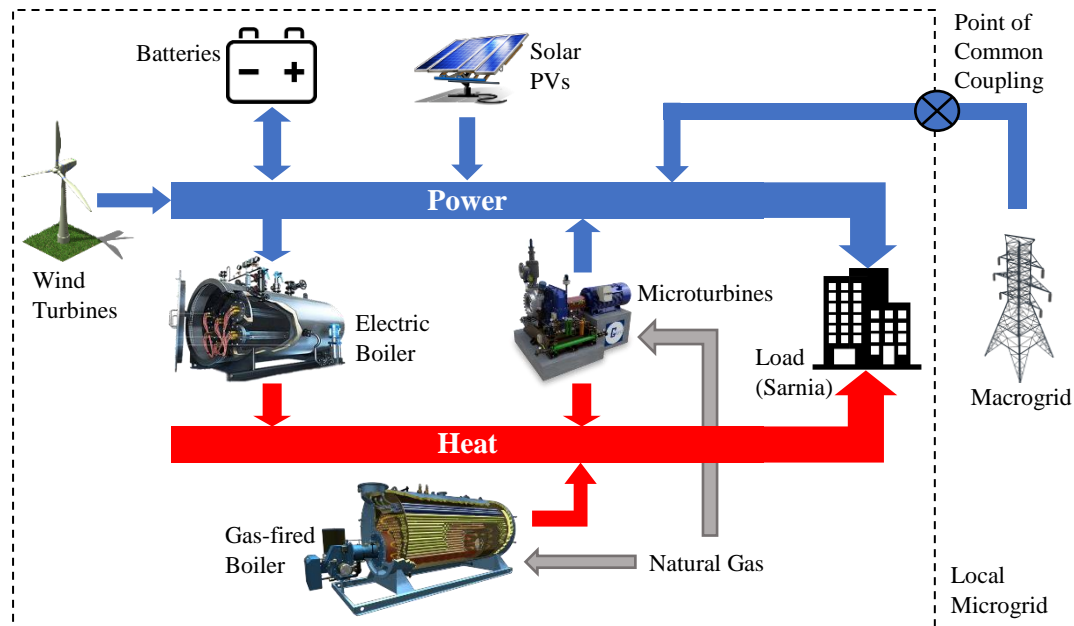 Batteries
Solar
PVs
Point of
Common
Coupling
Power
Wind
Turbines
Electric
Boiler
Microturbines
Load
(Sarnia)
Macrogrid
Heat
Gas-fired
Boiler
Natural Gas
Local
Microgrid